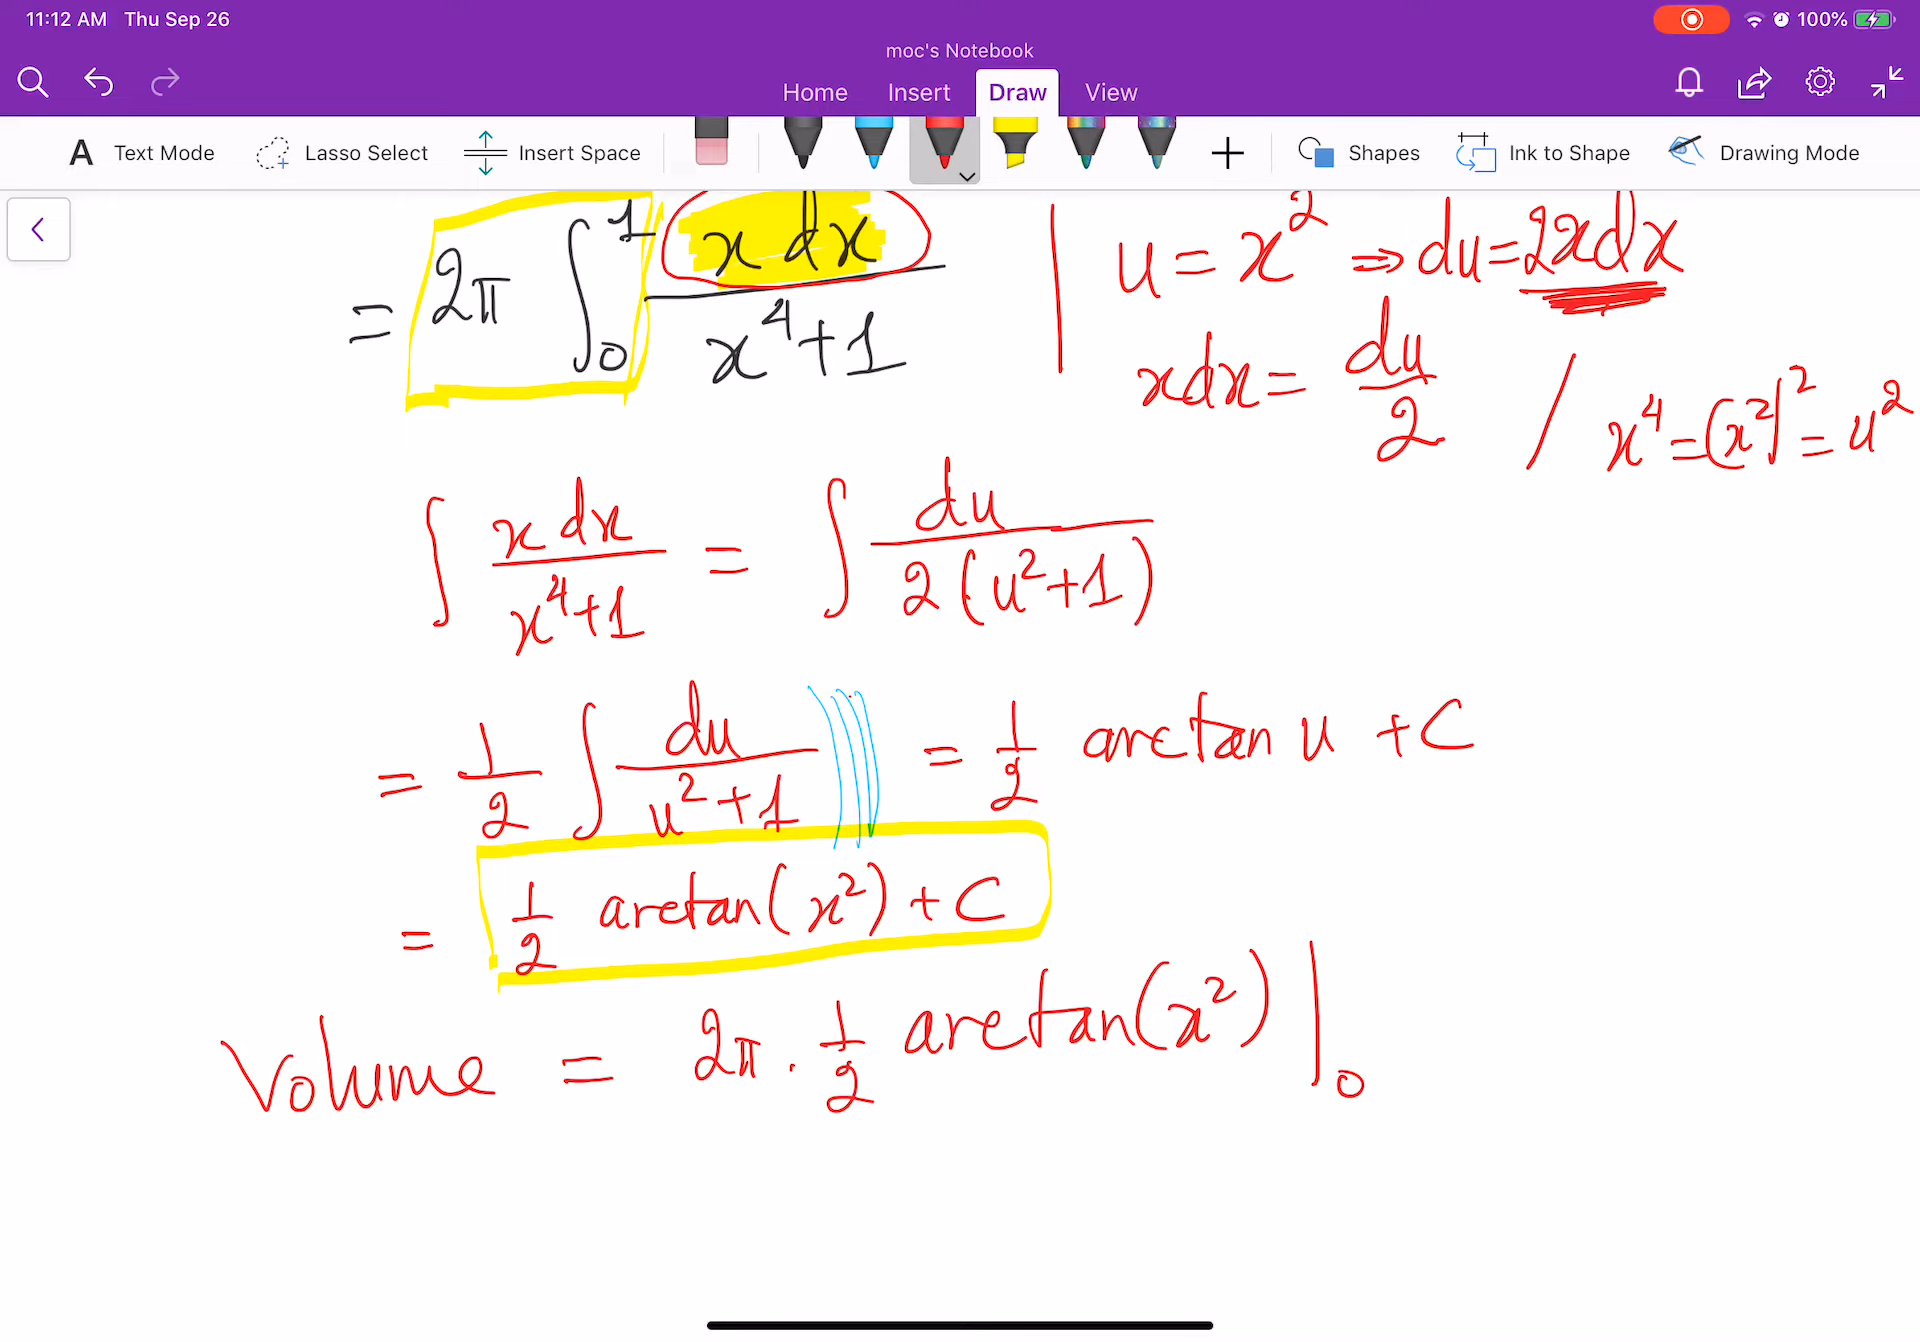 11:12 AM Thu Sep 26 100%
moc's Notebook
Home Insert Draw View
A Text Mode Lasso Select Insert Space Shapes Ink to Shape Drawing Mode
= 2π ∫₀¹ x dx / (x⁴+1) | u = x² ⇒ du = 2xdx
xdx = du/2 / x⁴ = (x²)² = u²
∫ x dx / (x⁴+1) = ∫ du / 2(u²+1)
= 1/2 ∫ du / (u²+1) = 1/2 arctan u + C
= 1/2 arctan(x²) + C
Volume = 2π · 1/2 arctan(x²) |₀